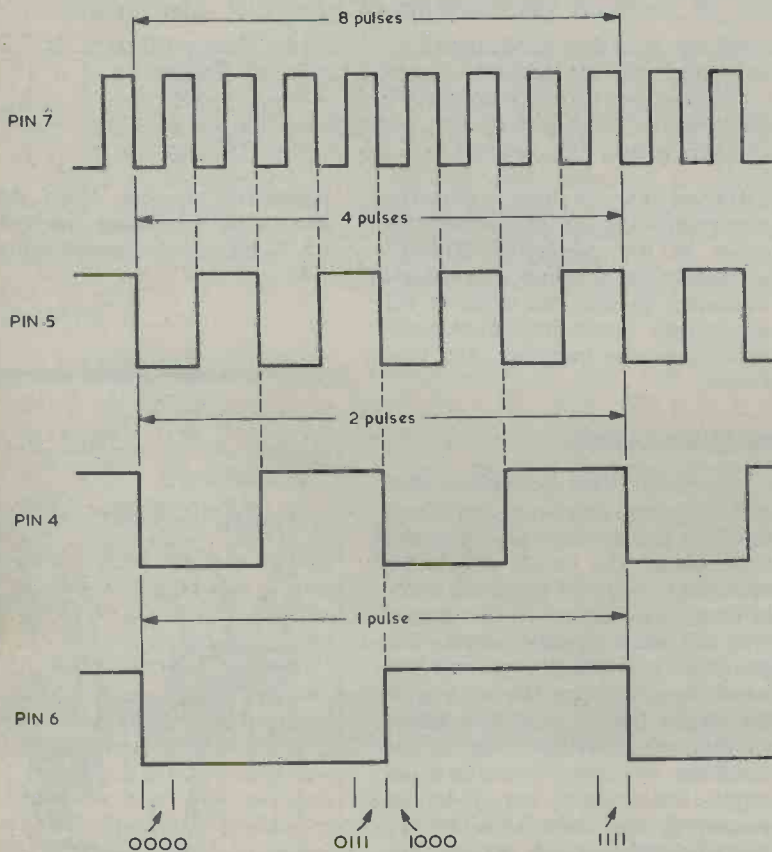 8 pulses
PIN 7
4 pulses
PIN 5
2 pulses
PIN 4
1 pulse
PIN 6
0000 0111 1000 1111